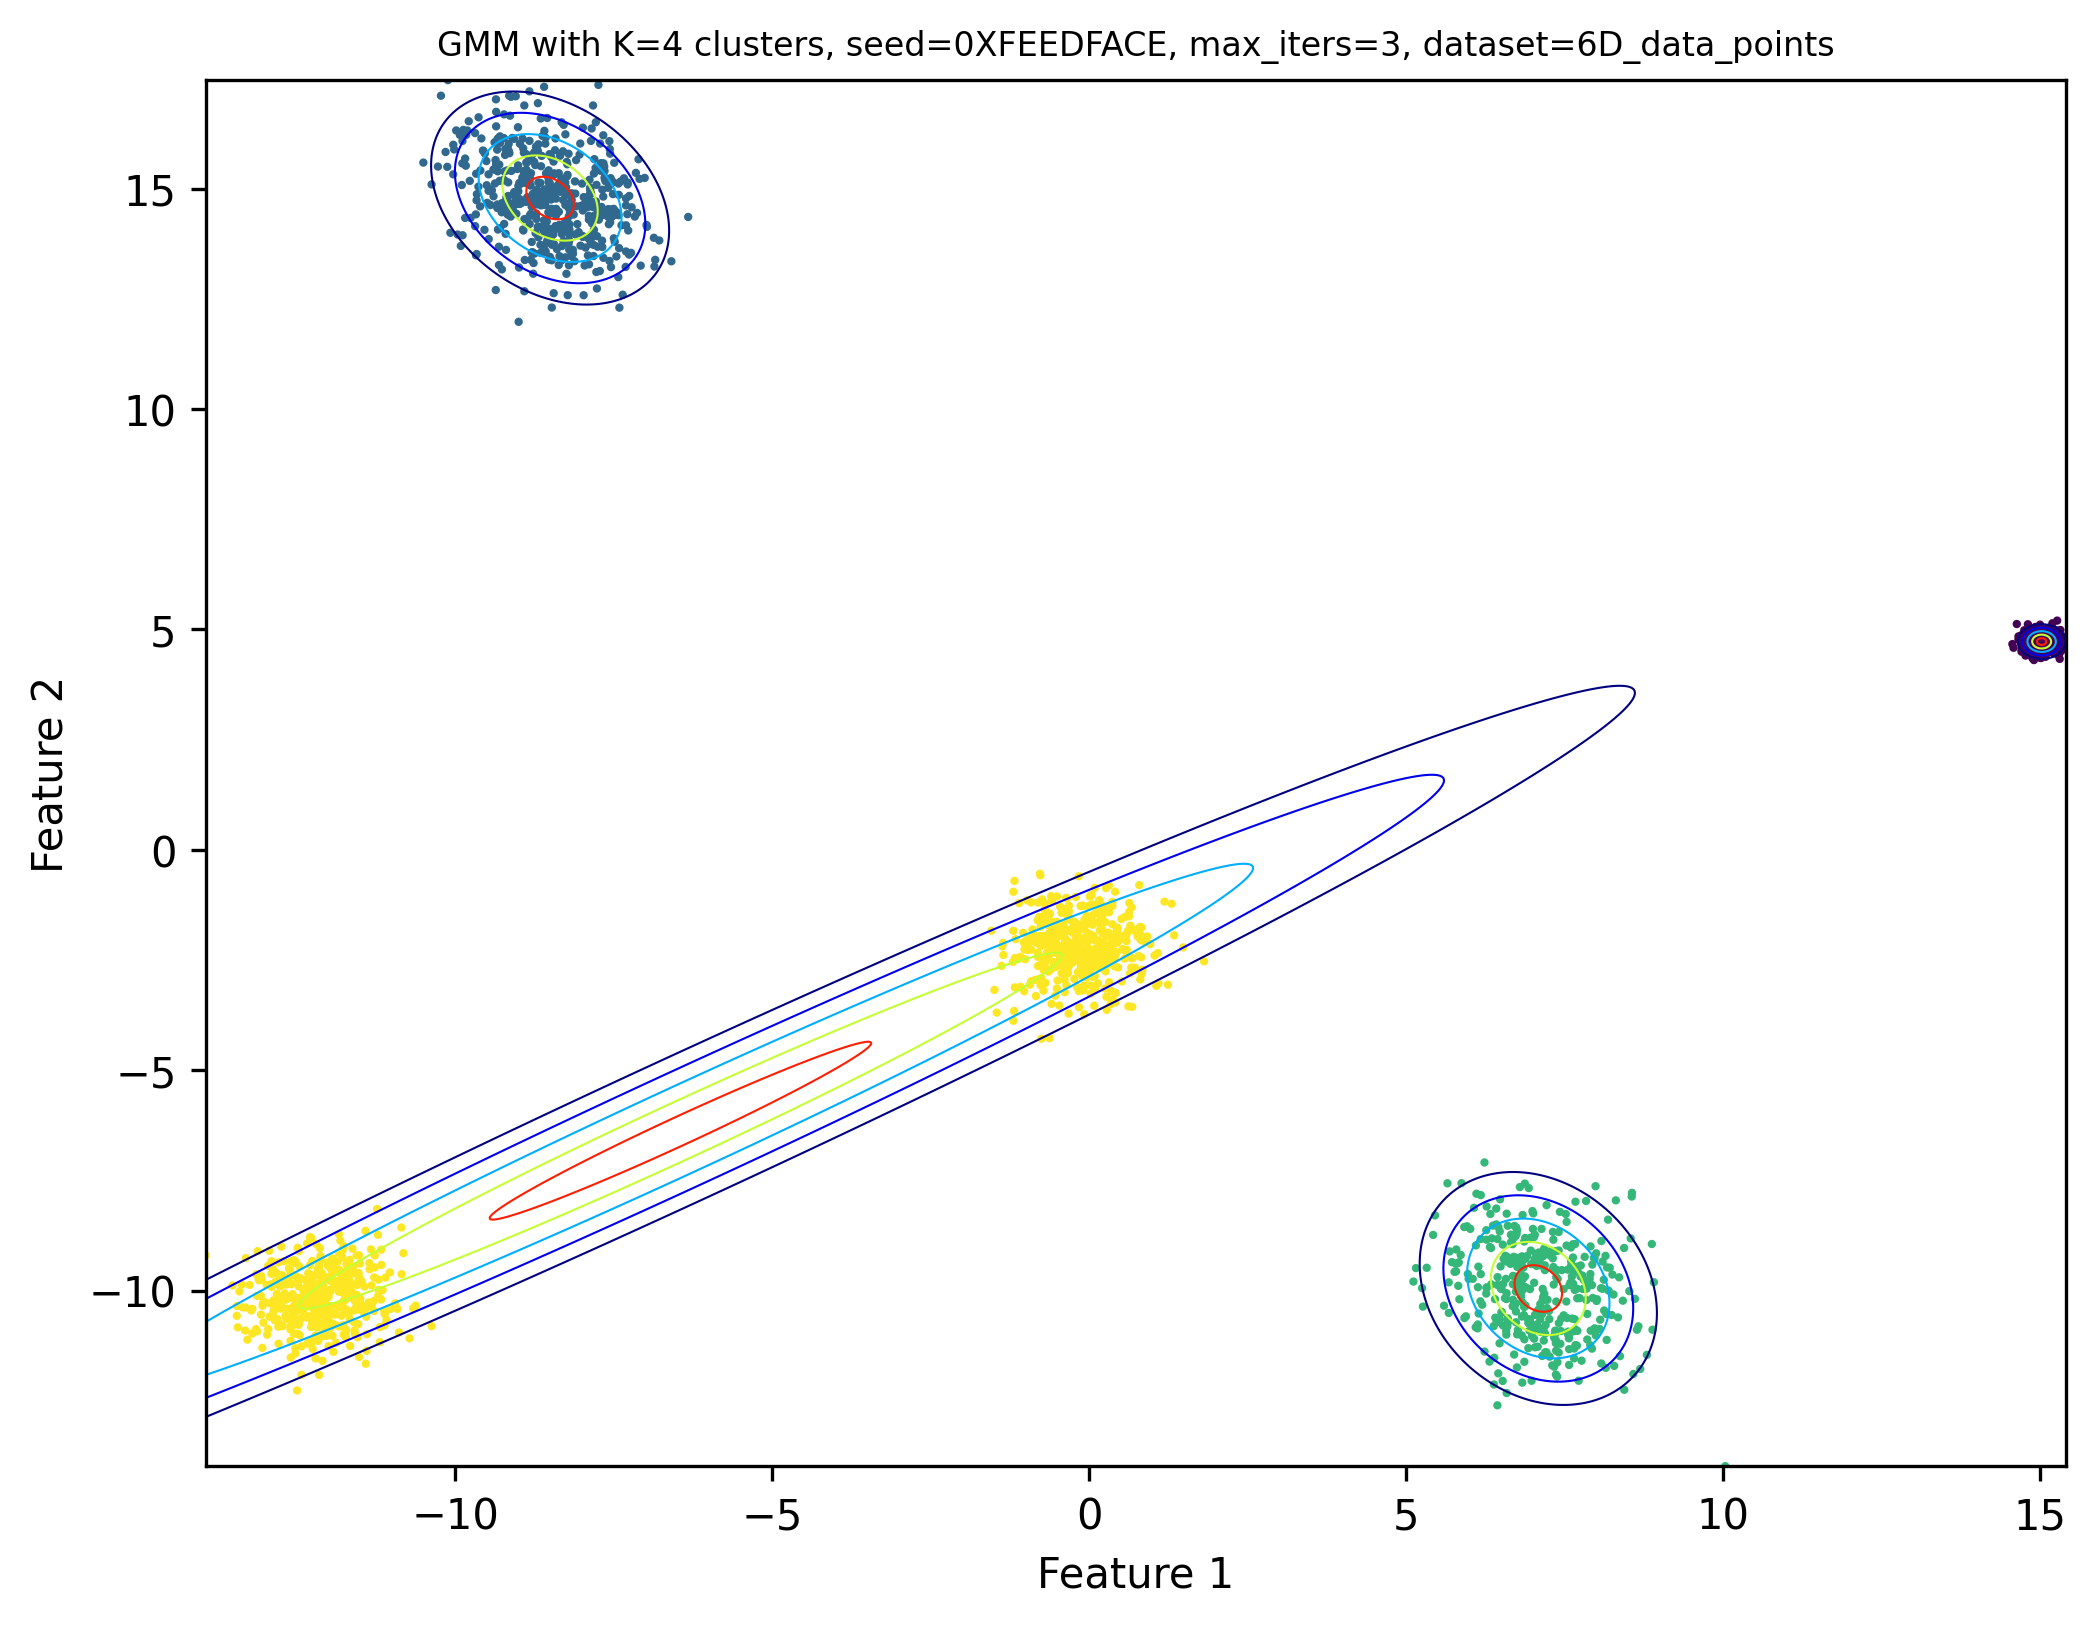 GMM with K=4 clusters, seed=0XFEEDFACE, max_iters=3, dataset=6D_data_points
15
10
5
0
−5
−10
Feature 2
−10 −5 0 5 10 15
Feature 1